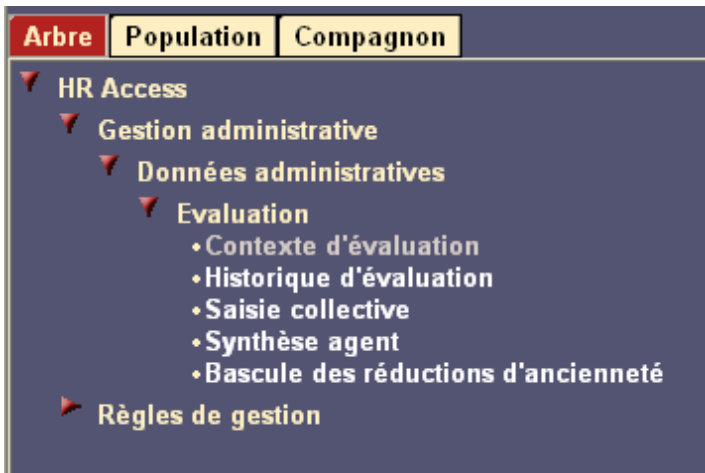 Arbre Population Compagnon
HR Access
Gestion administrative
Données administratives
Evaluation
•Contexte d'évaluation
•Historique d'évaluation
•Saisie collective
•Synthèse agent
•Bascule des réductions d'ancienneté
Règles de gestion